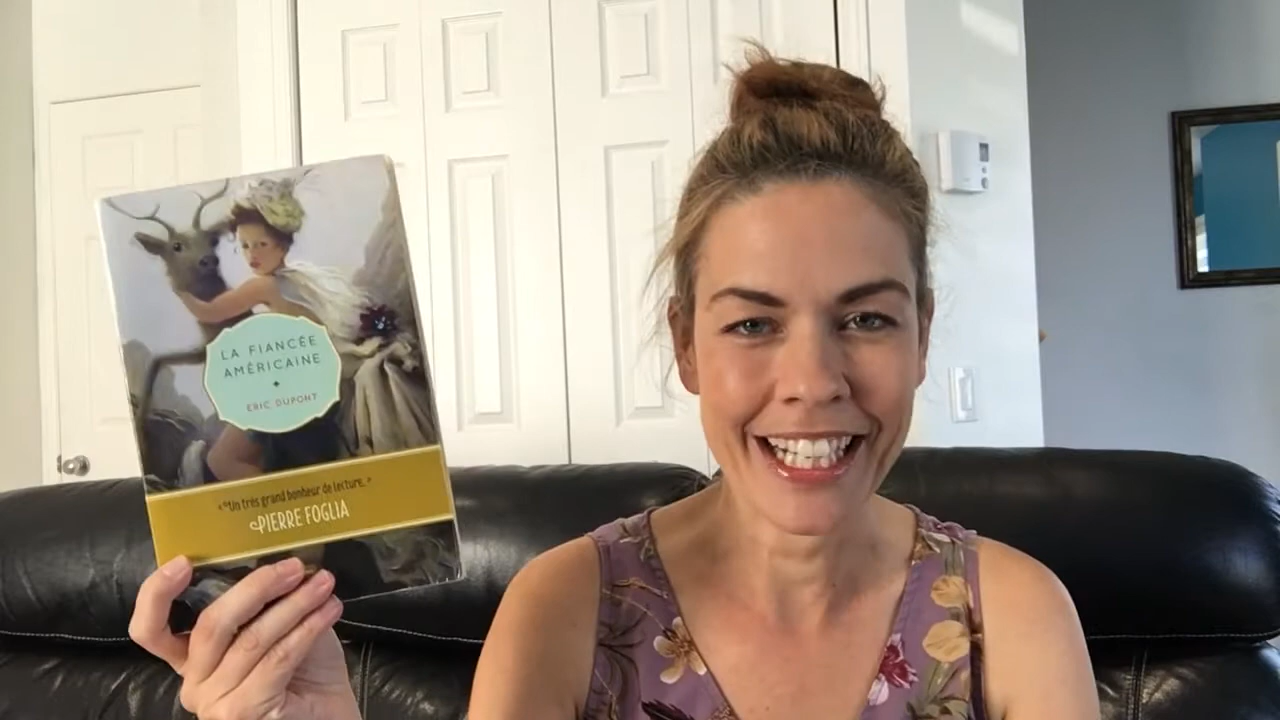 LA FIANCÉE
AMÉRICAINE
ERIC DUPONT
« Un très grand bonheur de lecture. »
PIERRE FOGLIA